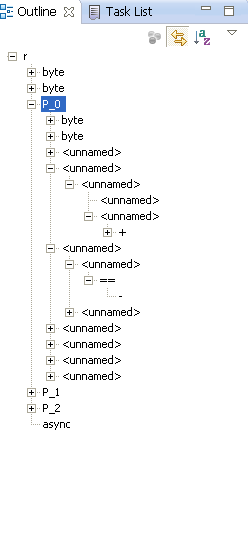 Outline Task List
r
byte
byte
P_0
byte
byte
<unnamed>
<unnamed>
<unnamed>
<unnamed>
<unnamed>
+
<unnamed>
<unnamed>
==
-
<unnamed>
<unnamed>
<unnamed>
<unnamed>
<unnamed>
P_1
P_2
async